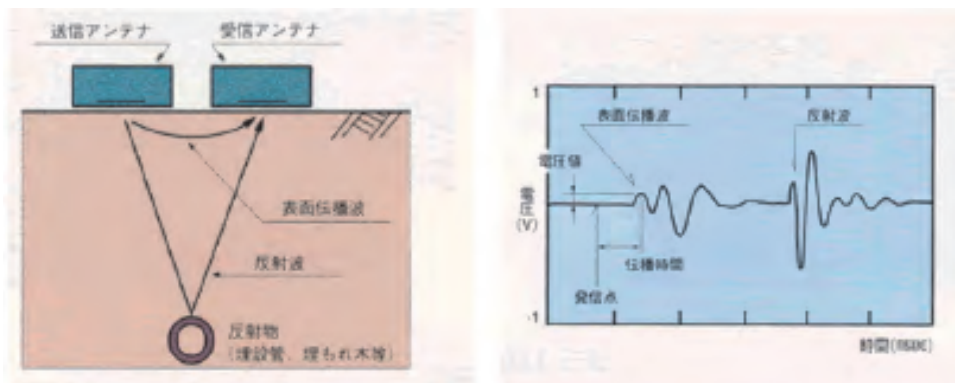 送信アンテナ
受信アンテナ
表面伝播波
反射波
反射物
(埋設管、埋もれ木等)
1
表面伝播波
反射波
電圧値
電圧
(V)
伝播時間
発信点
-1